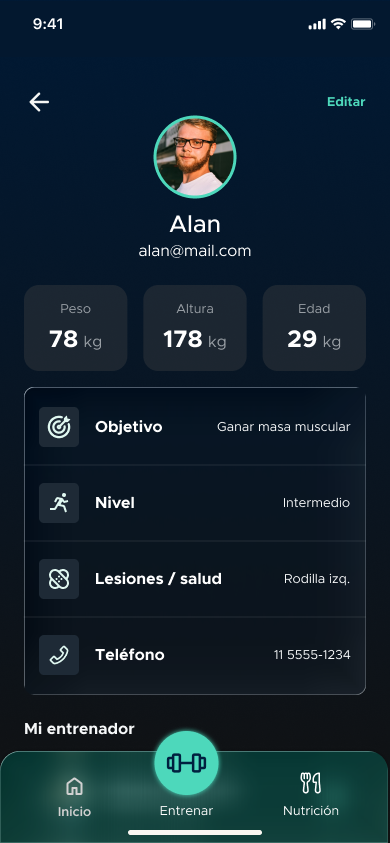 9:41
Editar
Alan
alan@mail.com
Peso Altura Edad
78 kg 178 kg 29 kg
Objetivo Ganar masa muscular
Nivel Intermedio
Lesiones / salud Rodilla izq.
Teléfono 11 5555-1234
Mi entrenador
Inicio Entrenar Nutrición